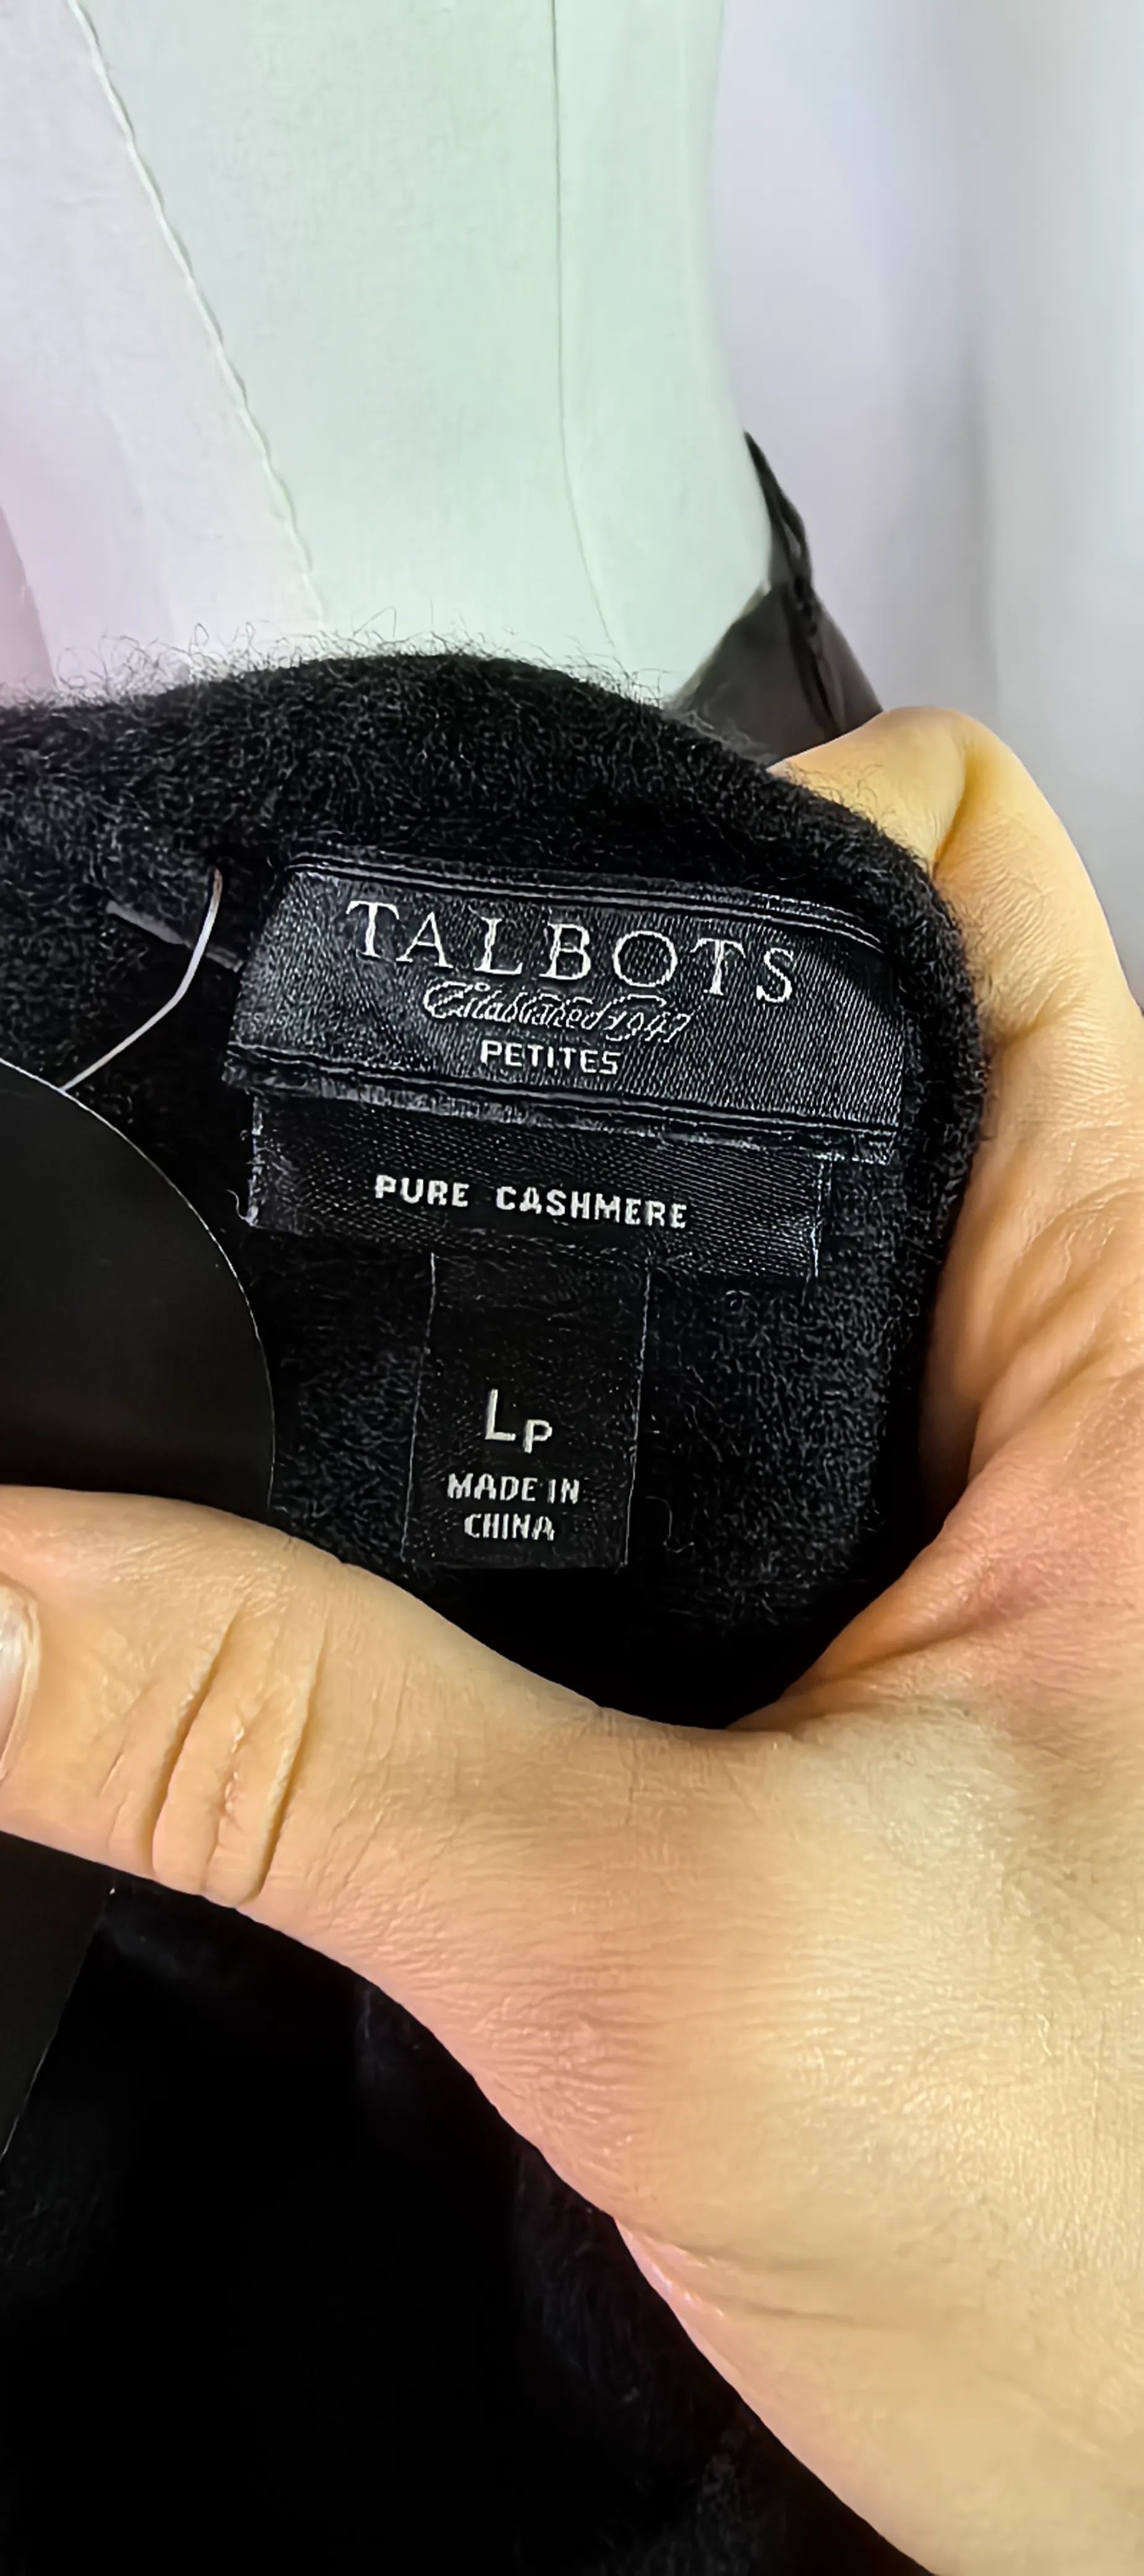 TALBOTS
Established 1947
PETITES
PURE CASHMERE
LP
MADE IN
CHINA